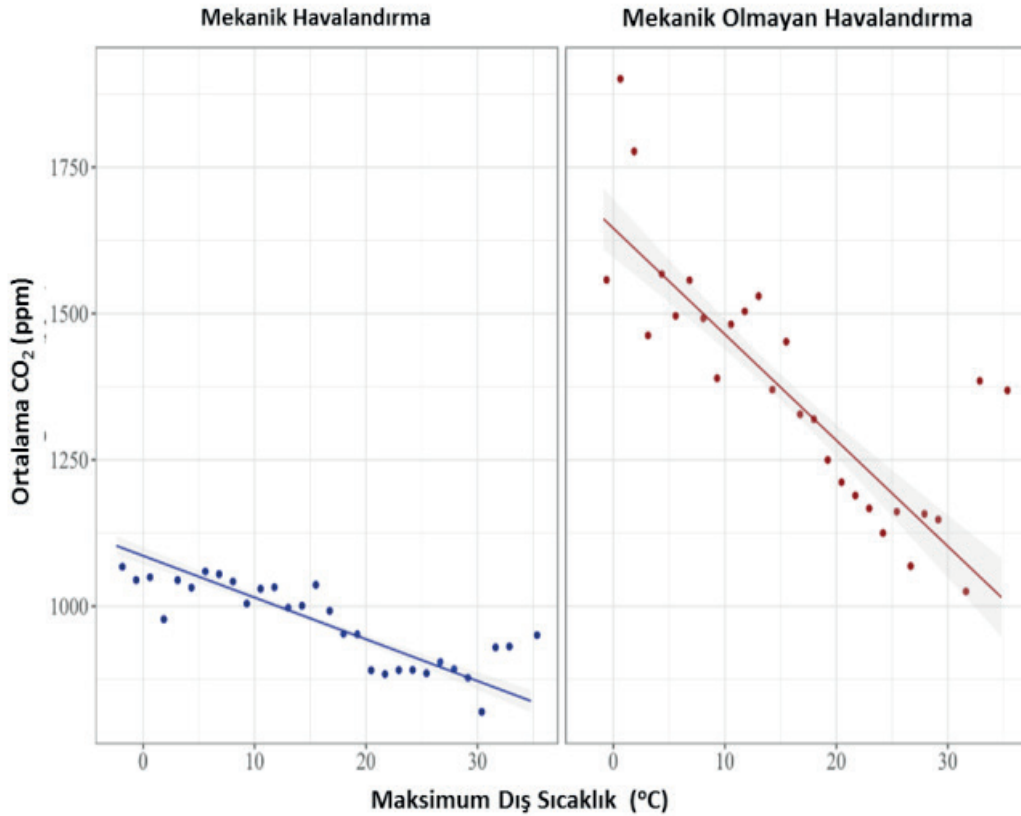 Mekanik Havalandırma
Mekanik Olmayan Havalandırma
1750
1500
1250
1000
Ortalama CO₂ (ppm)
0 10 20 30
0 10 20 30
Maksimum Dış Sıcaklık (ºC)